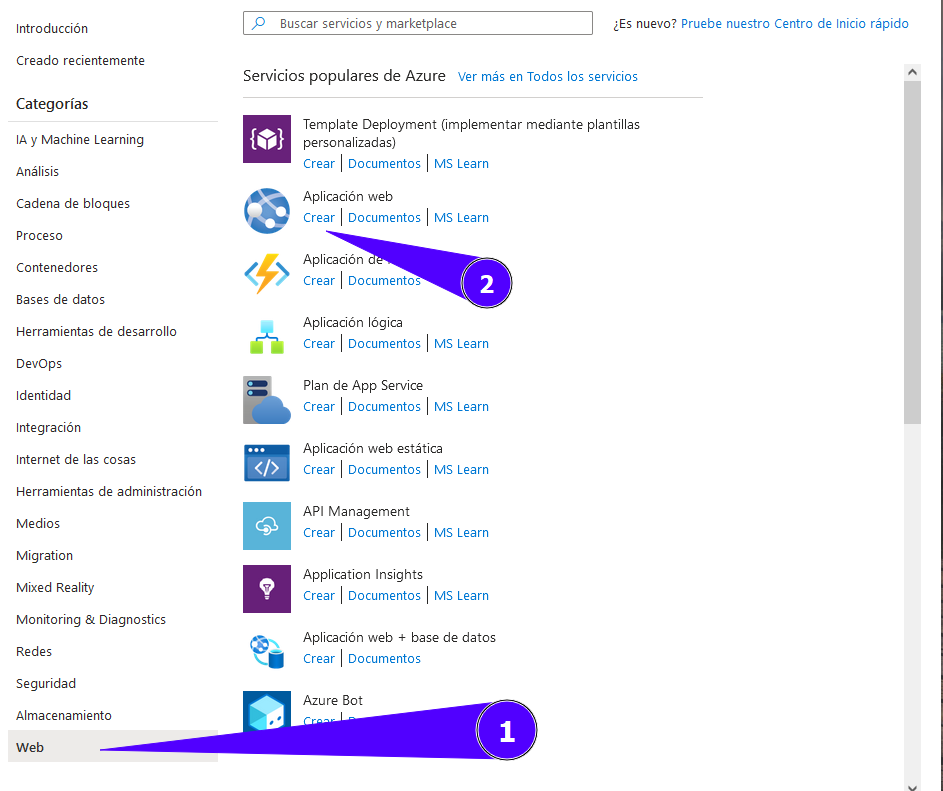 Introducción
Creado recientemente
Categorías
IA y Machine Learning
Análisis
Cadena de bloques
Proceso
Contenedores
Bases de datos
Herramientas de desarrollo
DevOps
Identidad
Integración
Internet de las cosas
Herramientas de administración
Medios
Migration
Mixed Reality
Monitoring & Diagnostics
Redes
Seguridad
Almacenamiento
Web
Buscar servicios y marketplace
¿Es nuevo? Pruebe nuestro Centro de Inicio rápido
Servicios populares de Azure Ver más en Todos los servicios
Template Deployment (implementar mediante plantillas
personalizadas)
Crear | Documentos | MS Learn
Aplicación web
Crear | Documentos | MS Learn
Aplicación de
Crear | Documentos
2
Aplicación lógica
Crear | Documentos | MS Learn
Plan de App Service
Crear | Documentos | MS Learn
Aplicación web estática
Crear | Documentos | MS Learn
API Management
Crear | Documentos | MS Learn
Application Insights
Crear | Documentos | MS Learn
Aplicación web + base de datos
Crear | Documentos
Azure Bot
Crear
1